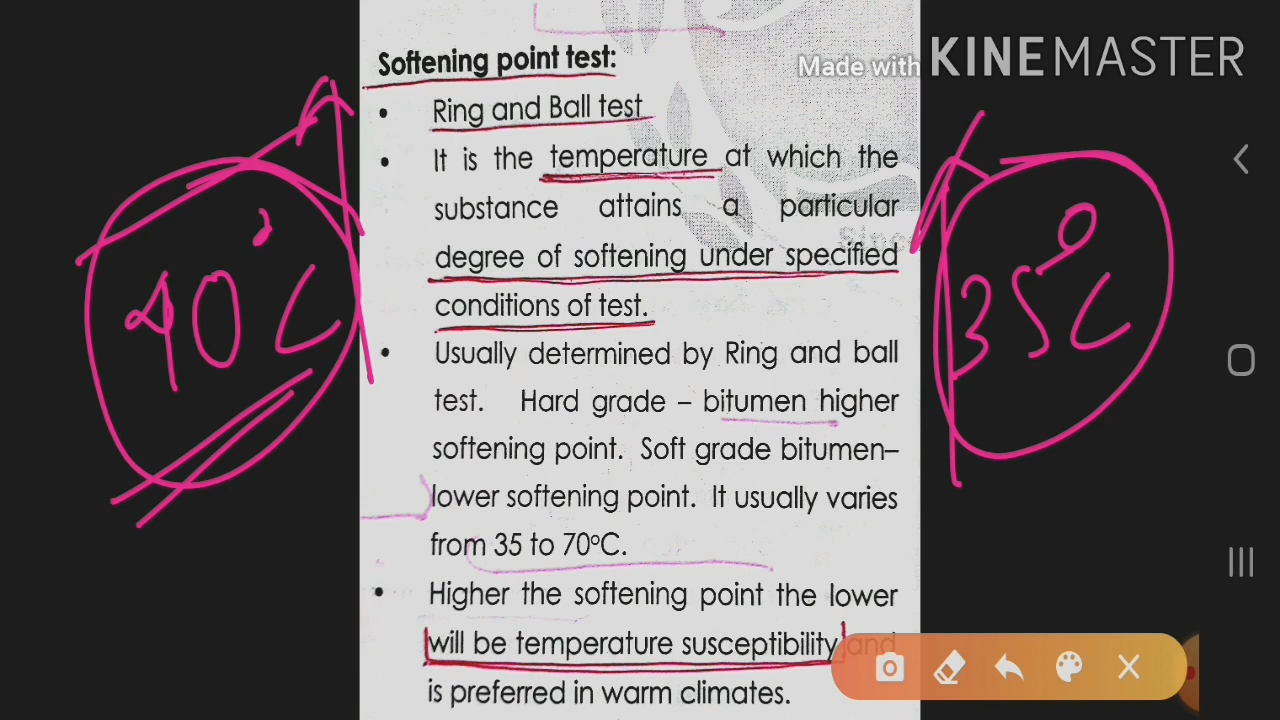 Softening point test:
Made with KINEMASTER
• Ring and Ball test
• It is the temperature at which the
substance attains a particular
degree of softening under specified
conditions of test.
• Usually determined by Ring and ball
test. Hard grade – bitumen higher
softening point. Soft grade bitumen–
lower softening point. It usually varies
from 35 to 70°C.
• Higher the softening point the lower
will be temperature susceptibility and
is preferred in warm climates.
40°C
35°C